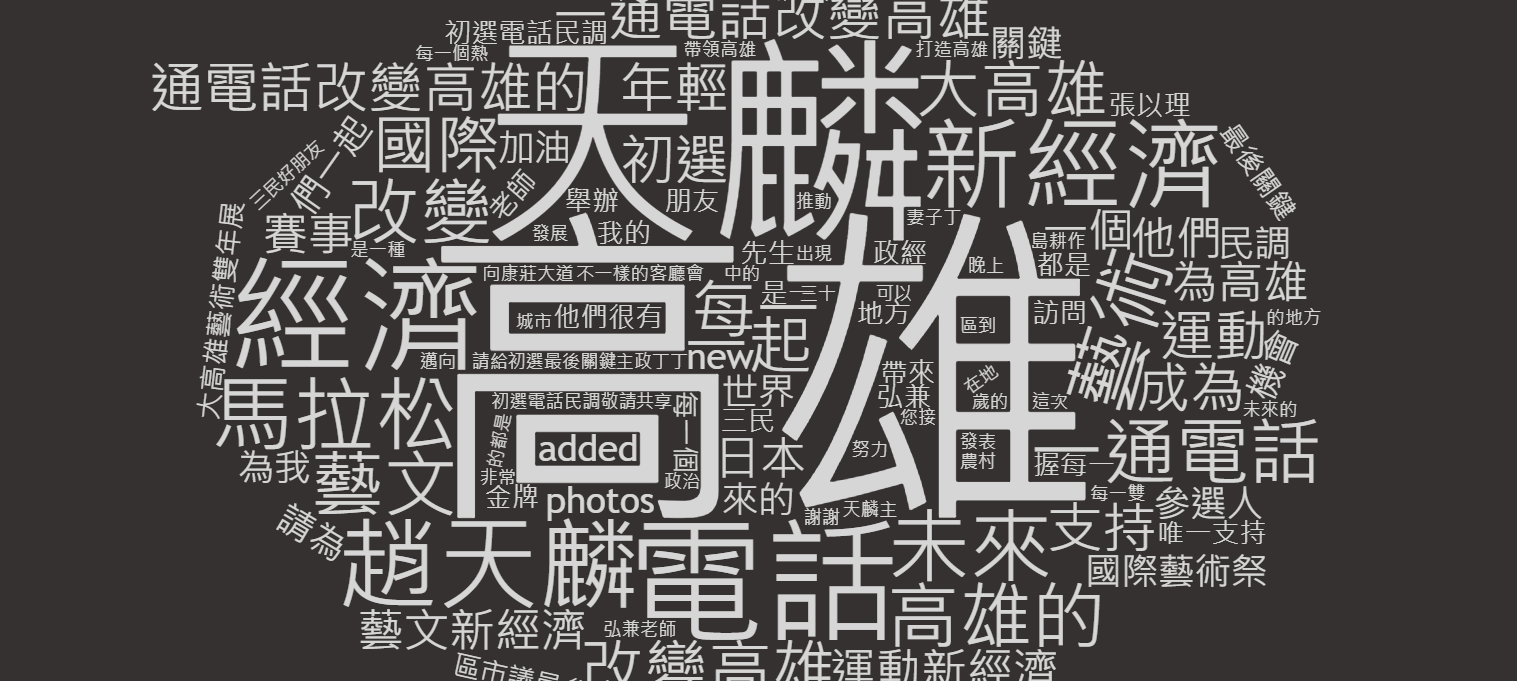 一通電話改變高雄
初選電話民調
每一個熱
帶領高雄
打造高雄
關鍵
通電話改變高雄的
天麟
年輕
大高雄
張以理
們一起
三民好朋友
國際
加油
初選
新經濟
最後關鍵
老師
改變
舉辦
朋友
推動
妻子丁
賽事
是一種
發展
我的
先生
出現
政經
一個
他們
民調
島耕作
大高雄藝術雙年展
經濟
高雄
向康莊大道
不一樣的客廳會
中的
晚上
都是
藝術
為高雄
每一
是一
三十
可以
地方
城市
他們很有
區到
訪問
運動
的地方
機會
邁向
請給初選最後關鍵主政丁丁
new
一起
帶來
在地
成為
馬拉松
初選電話民調敬請共享
每一個
世界
弘兼
歲的
這次
未來的
三民
您接
的都是
added
日本
努力
發表
農村
握每一
一通電話
為我
藝文
非常
政治
金牌
photos
來的
謝謝
天麟主
每一雙
參選人
請為
趙天麟
電話
未來
支持
唯一支持
國際藝術祭
藝文新經濟
弘兼老師
高雄的
改變高雄
運動新經濟